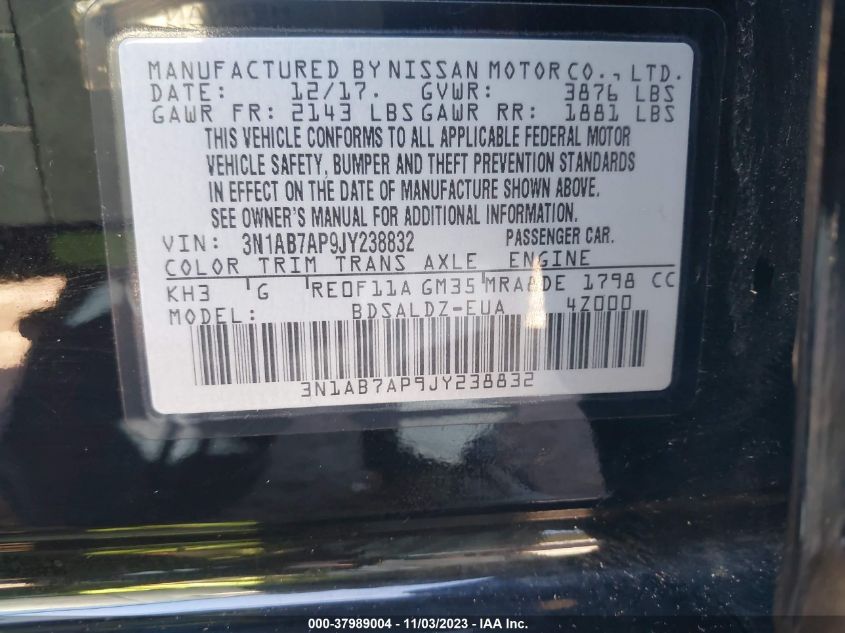 MANUFACTURED BY NISSAN MOTOR CO., LTD.
DATE: 12/17. GVWR: 3876 LBS
GAWR FR: 2143 LBS GAWR RR: 1881 LBS
THIS VEHICLE CONFORMS TO ALL APPLICABLE FEDERAL MOTOR
VEHICLE SAFETY, BUMPER AND THEFT PREVENTION STANDARDS
IN EFFECT ON THE DATE OF MANUFACTURE SHOWN ABOVE.
SEE OWNER'S MANUAL FOR ADDITIONAL INFORMATION.
VIN: 3N1AB7AP9JY238832 PASSENGER CAR.
COLOR TRIM TRANS AXLE ENGINE
KH3 G RE0F11A GM35 MRA8DE 1798 CC
MODEL: BDSALDZ-EUA 4Z000
3N1AB7AP9JY238832
000-37989004 - 11/03/2023 - IAA Inc.